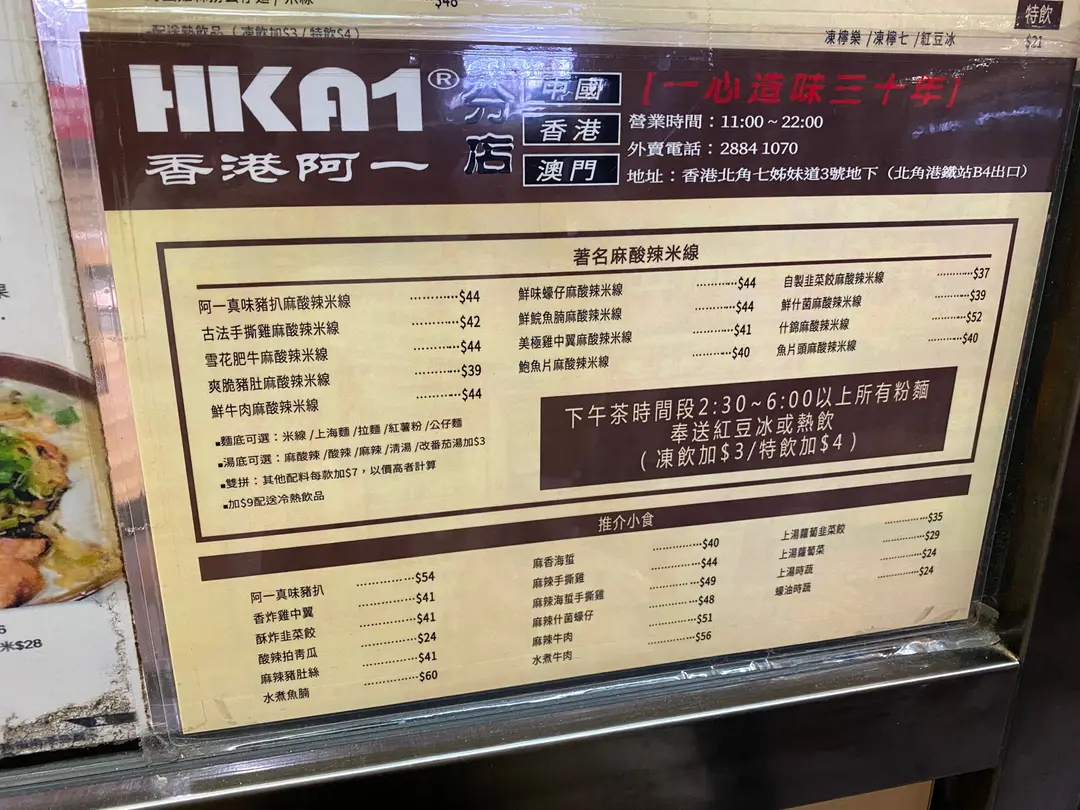 $48
配送熱飲品（凍飲加$3/特飲$4）
凍檸樂 /凍檸七 /紅豆冰
特飲
$21
HKA1®
香港阿一
分店
中國
香港
澳門
【一心造味三十年】
營業時間：11:00～22:00
外賣電話：2884 1070
地址：香港北角七姊妹道3號地下（北角港鐵站B4出口）
著名麻酸辣米線
阿一真味豬扒麻酸辣米線 …………$44
古法手撕雞麻酸辣米線 …………$42
雪花肥牛麻酸辣米線 …………$44
爽脆豬肚麻酸辣米線 …………$39
鮮牛肉麻酸辣米線 …………$44
鮮味蠔仔麻酸辣米線 …………$44
鮮鯇魚腩麻酸辣米線 …………$44
美極雞中翼麻酸辣米線 …………$41
鮑魚片麻酸辣米線 …………$40
自製韭菜餃麻酸辣米線 …………$37
鮮什菌麻酸辣米線 …………$39
什錦麻酸辣米線 …………$52
魚片頭麻酸辣米線 …………$40
■麵底可選：米線 /上海麵 /拉麵 /紅薯粉 /公仔麵
■湯底可選：麻酸辣 /酸辣 /麻辣 /清湯 /改番茄湯加$3
■雙拼：其他配料每款加$7，以價高者計算
■加$9配送冷熱飲品
下午茶時間段2:30~6:00以上所有粉麵
奉送紅豆冰或熱飲
（凍飲加$3/特飲加$4）
推介小食
阿一真味豬扒 ……………$54
香炸雞中翼 ……………$41
酥炸韭菜餃 ……………$41
酸辣拍青瓜 ……………$24
麻辣豬肚絲 ……………$41
水煮魚腩 ……………$60
麻香海蜇 ……………$40
麻辣手撕雞 ……………$44
麻辣海蜇手撕雞 ……………$49
麻辣什菌蠔仔 ……………$48
麻辣牛肉 ……………$51
水煮牛肉 ……………$56
上湯蘿蔔韭菜餃 ……………$35
上湯蘿蔔菜 ……………$29
上湯時蔬 ……………$24
蠔油時蔬 ……………$24
米$28